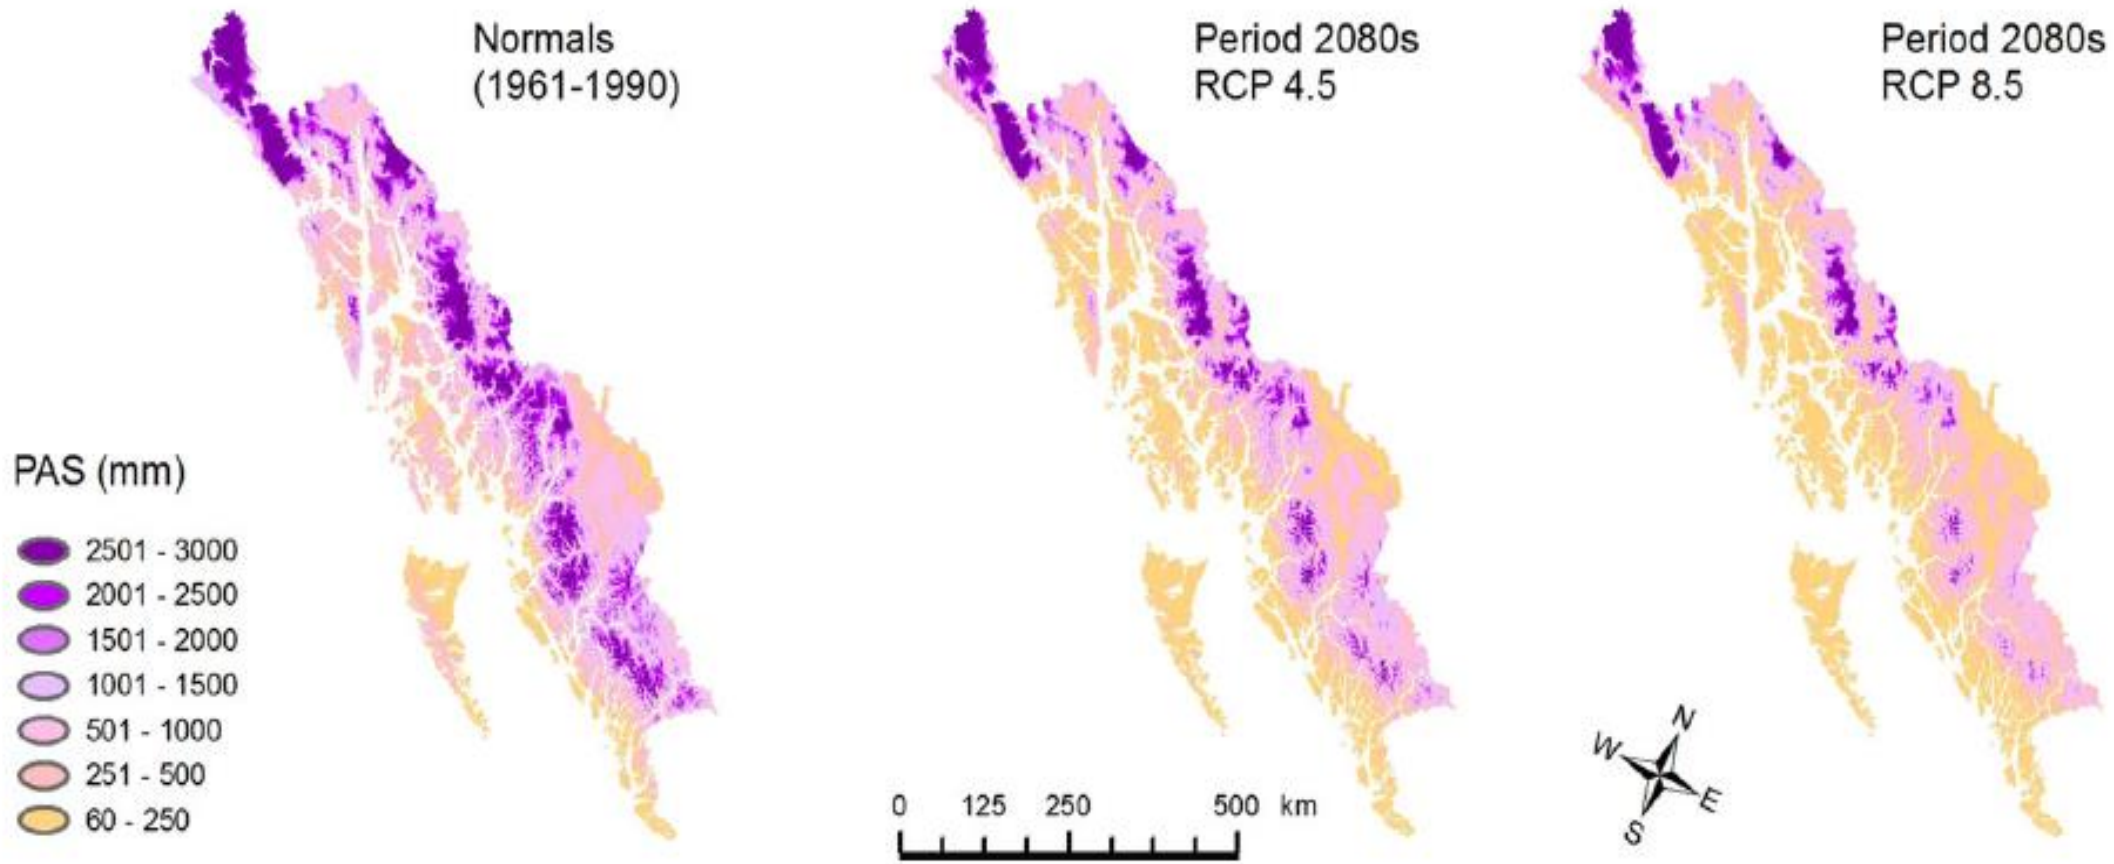 Normals
(1961-1990)
Period 2080s
RCP 4.5
Period 2080s
RCP 8.5
PAS (mm)
2501 - 3000
2001 - 2500
1501 - 2000
1001 - 1500
501 - 1000
251 - 500
60 - 250
0 125 250 500 km
N
W
E
S